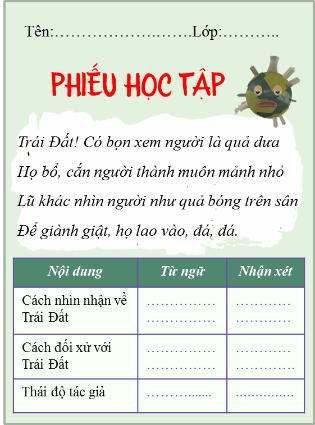 Tên:……………….…….Lớp:………..
PHIẾU HỌC TẬP
Trái Đất! Có bọn xem người là quả dưa
Họ bổ, cắn người thành muôn mảnh nhỏ
Lũ khác nhìn người như quả bóng trên sân
Để giành giật, họ lao vào, đá, đá.
Nội dung Từ ngữ Nhận xét
Cách nhìn nhận về Trái Đất …………… ……………
…………… ……………
Cách đối xử với Trái Đất …………… ……………
…………… …………….
Thái độ tác giả ………....... …………...